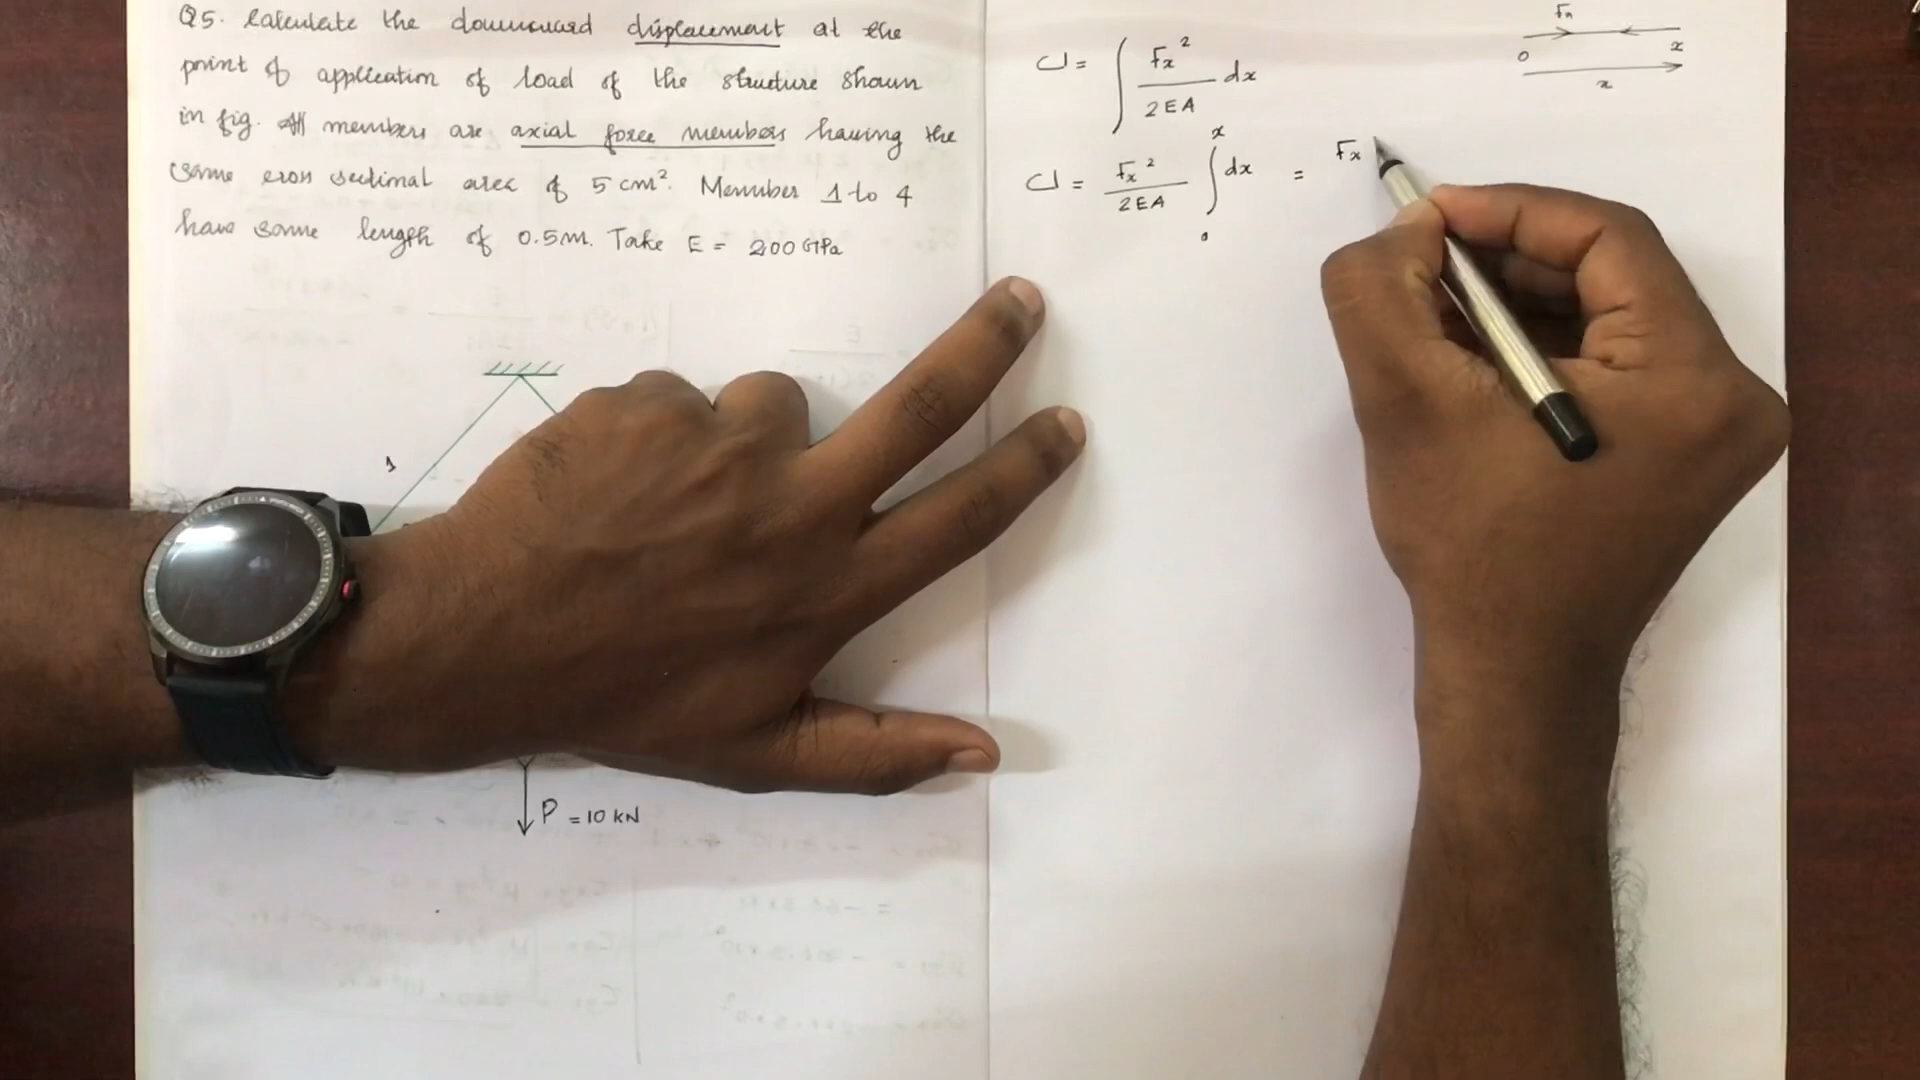 Q5. Calculate the downward displacement at the
point of application of load of the structure shown
in fig. All members are axial force members having the
same cross sectional area of 5 cm². Member 1 to 4
have same length of 0.5m. Take E = 200 GPa
1
P = 10 kN
U = ∫ Fx² / 2EA dx
U = Fx² / 2EA ∫₀ˣ dx = Fx
Fx
0 x
x